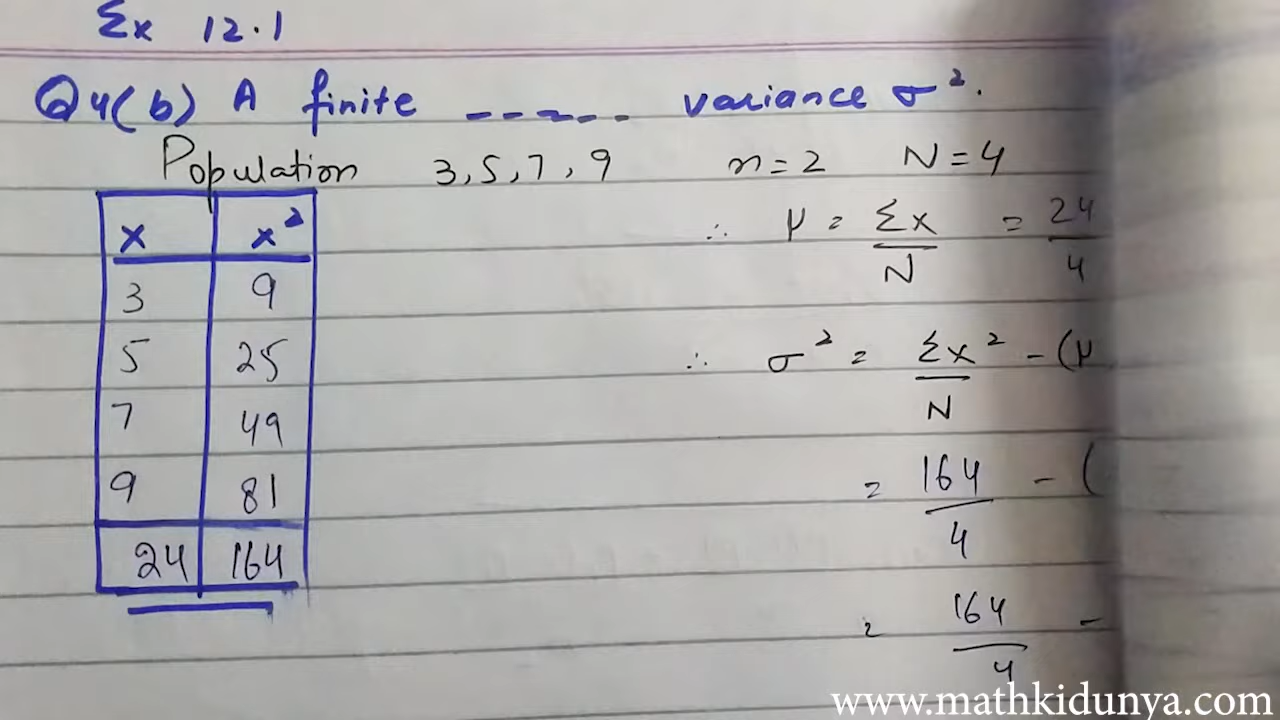 Ex 12.1
Q4(b) A finite ----- variance σ².
Population 3, 5, 7, 9 n = 2 N = 4
x x²
3 9
5 25
7 49
9 81
24 164
∴ μ = Σx/N = 24/4
∴ σ² = Σx²/N - (μ
= 164/4 - (
= 164/4 -
www.mathkidunya.com